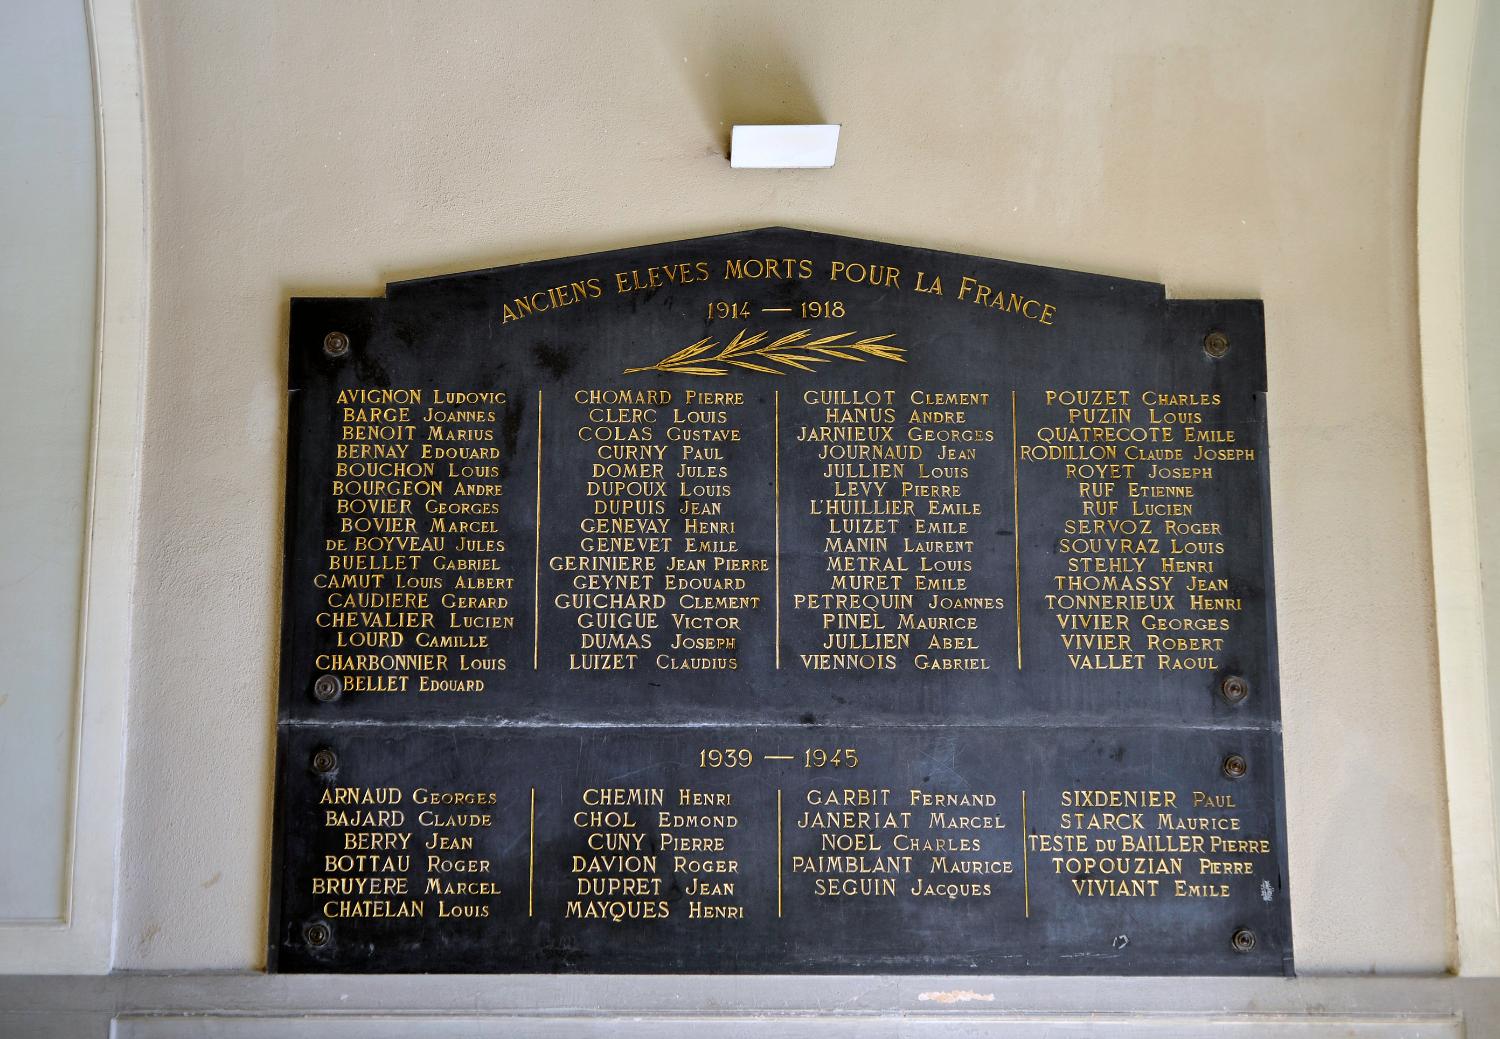 ANCIENS ELEVES MORTS POUR LA FRANCE
1914 — 1918
AVIGNON LUDOVIC
BARGE JOANNES
BENOIT MARIUS
BERNAY EDOUARD
BOUCHON LOUIS
BOURGEON ANDRE
BOVIER GEORGES
BOVIER MARCEL
DE BOYVEAU JULES
BUELLET GABRIEL
CAMUT LOUIS ALBERT
CAUDIERE GERARD
CHEVALIER LUCIEN
LOURD CAMILLE
CHARBONNIER LOUIS
BELLET EDOUARD
CHOMARD PIERRE
CLERC LOUIS
COLAS GUSTAVE
CURNY PAUL
DOMER JULES
DUPOUX LOUIS
DUPUIS JEAN
GENEVAY HENRI
GENEVET EMILE
GERINIERE JEAN PIERRE
GEYNET EDOUARD
GUICHARD CLEMENT
GUIGUE VICTOR
DUMAS JOSEPH
LUIZET CLAUDIUS
GUILLOT CLEMENT
HANUS ANDRE
JARNIEUX GEORGES
JOURNAUD JEAN
JULLIEN LOUIS
LEVY PIERRE
L'HUILLIER EMILE
LUIZET EMILE
MANIN LAURENT
METRAL LOUIS
MURET EMILE
PETREQUIN JOANNES
PINEL MAURICE
JULLIEN ABEL
VIENNOIS GABRIEL
POUZET CHARLES
PUZIN LOUIS
QUATRECOTE EMILE
RODILLON CLAUDE JOSEPH
ROYET JOSEPH
RUF ETIENNE
RUF LUCIEN
SERVOZ ROGER
SOUVRAZ LOUIS
STEHLY HENRI
THOMASSY JEAN
TONNERIEUX HENRI
VIVIER GEORGES
VIVIER ROBERT
VALLET RAOUL
1939 — 1945
ARNAUD GEORGES
BAJARD CLAUDE
BERRY JEAN
BOTTAU ROGER
BRUYERE MARCEL
CHATELAN LOUIS
CHEMIN HENRI
CHOL EDMOND
CUNY PIERRE
DAVION ROGER
DUPRET JEAN
MAYQUES HENRI
GARBIT FERNAND
JANERIAT MARCEL
NOEL CHARLES
PAIMBLANT MAURICE
SEGUIN JACQUES
SIXDENIER PAUL
STARCK MAURICE
TESTE DU BAILLER PIERRE
TOPOUZIAN PIERRE
VIVIANT EMILE